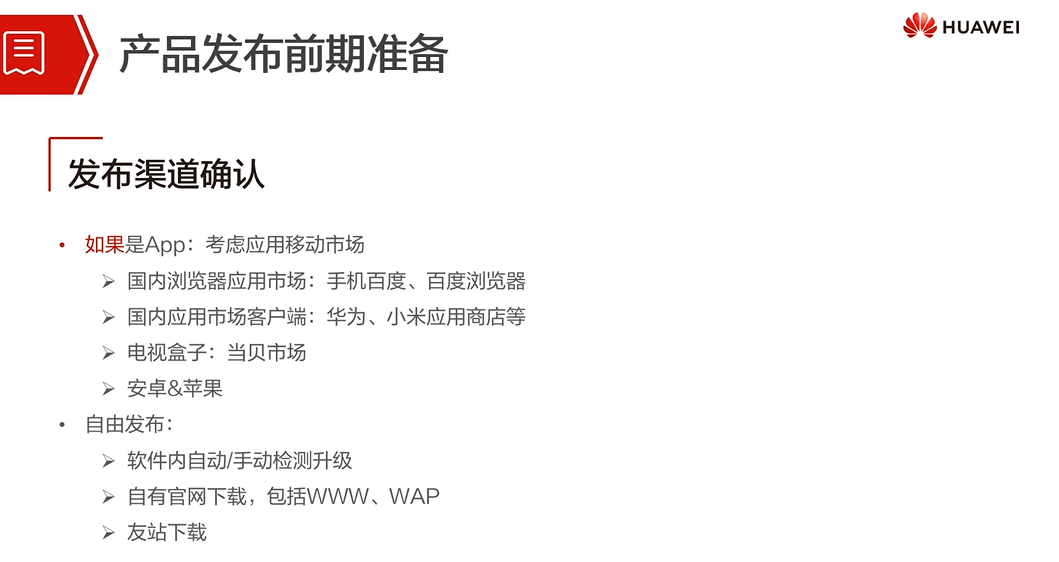 产品发布前期准备
HUAWEI
发布渠道确认
• 如果是App：考虑应用移动市场
➢ 国内浏览器应用市场：手机百度、百度浏览器
➢ 国内应用市场客户端：华为、小米应用商店等
➢ 电视盒子：当贝市场
➢ 安卓&苹果
• 自由发布：
➢ 软件内自动/手动检测升级
➢ 自有官网下载，包括WWW、WAP
➢ 友站下载